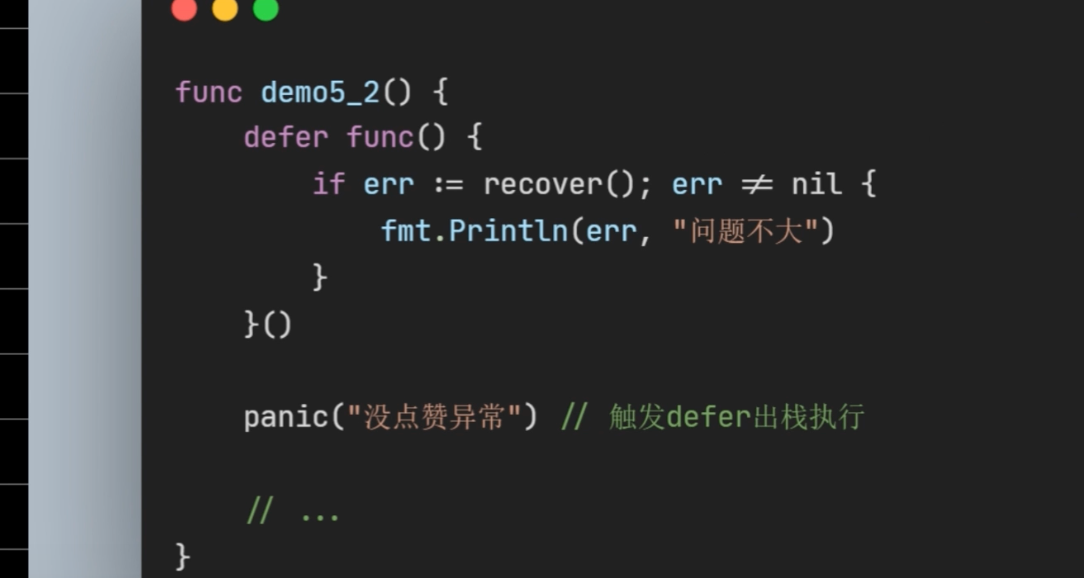 func demo5_2() {
    defer func() {
        if err := recover(); err != nil {
            fmt.Println(err, "问题不大")
        }
    }()

    panic("没点赞异常") // 触发defer出栈执行

    // ...
}